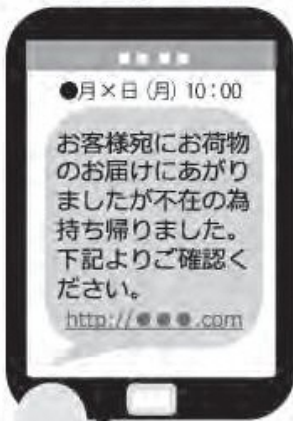 ●月×日(月) 10:00
お客様宛にお荷物
のお届けにあがり
ましたが不在の為
持ち帰りました。
下記よりご確認く
ださい。
http://●●●.com